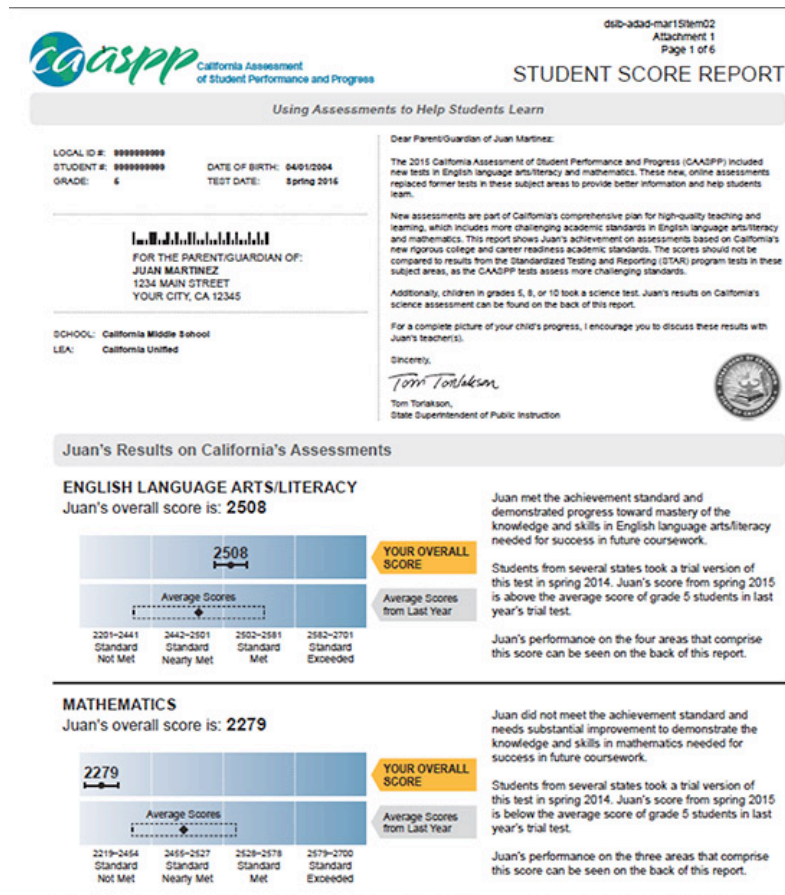 dsib-adad-mar15item02
Attachment 1
Page 1 of 6
caaspp
California Assessment
of Student Performance and Progress
STUDENT SCORE REPORT
Using Assessments to Help Students Learn
LOCAL ID #: 9999999999
STUDENT #: 9999999999 DATE OF BIRTH: 04/01/2004
GRADE: 5 TEST DATE: Spring 2015
FOR THE PARENT/GUARDIAN OF:
JUAN MARTINEZ
1234 MAIN STREET
YOUR CITY, CA 12345
SCHOOL: California Middle School
LEA: California Unified
Dear Parent/Guardian of Juan Martinez:
The 2015 California Assessment of Student Performance and Progress (CAASPP) included
new tests in English language arts/literacy and mathematics. These new, online assessments
replaced former tests in these subject areas to provide better information and help students
learn.
New assessments are part of California's comprehensive plan for high-quality teaching and
learning, which includes more challenging academic standards in English language arts/literacy
and mathematics. This report shows Juan's achievement on assessments based on California's
new rigorous college and career readiness academic standards. The scores should not be
compared to results from the Standardized Testing and Reporting (STAR) program tests in these
subject areas, as the CAASPP tests assess more challenging standards.
Additionally, children in grades 5, 8, or 10 took a science test. Juan's results on California's
science assessment can be found on the back of this report.
For a complete picture of your child's progress, I encourage you to discuss these results with
Juan's teacher(s).
Sincerely,
Tom Torlakson
Tom Torlakson,
State Superintendent of Public Instruction
Juan's Results on California's Assessments
ENGLISH LANGUAGE ARTS/LITERACY
Juan's overall score is: 2508
2508
YOUR OVERALL
SCORE
Average Scores
Average Scores
from Last Year
2201–2441 2442–2501 2502–2581 2582–2701
Standard Standard Standard Standard
Not Met Nearly Met Met Exceeded
Juan met the achievement standard and
demonstrated progress toward mastery of the
knowledge and skills in English language arts/literacy
needed for success in future coursework.
Students from several states took a trial version of
this test in spring 2014. Juan's score from spring 2015
is above the average score of grade 5 students in last
year's trial test.
Juan's performance on the four areas that comprise
this score can be seen on the back of this report.
MATHEMATICS
Juan's overall score is: 2279
2279
YOUR OVERALL
SCORE
Average Scores
Average Scores
from Last Year
2219–2454 2455–2527 2528–2578 2579–2700
Standard Standard Standard Standard
Not Met Nearly Met Met Exceeded
Juan did not meet the achievement standard and
needs substantial improvement to demonstrate the
knowledge and skills in mathematics needed for
success in future coursework.
Students from several states took a trial version of
this test in spring 2014. Juan's score from spring 2015
is below the average score of grade 5 students in last
year's trial test.
Juan's performance on the three areas that comprise
this score can be seen on the back of this report.